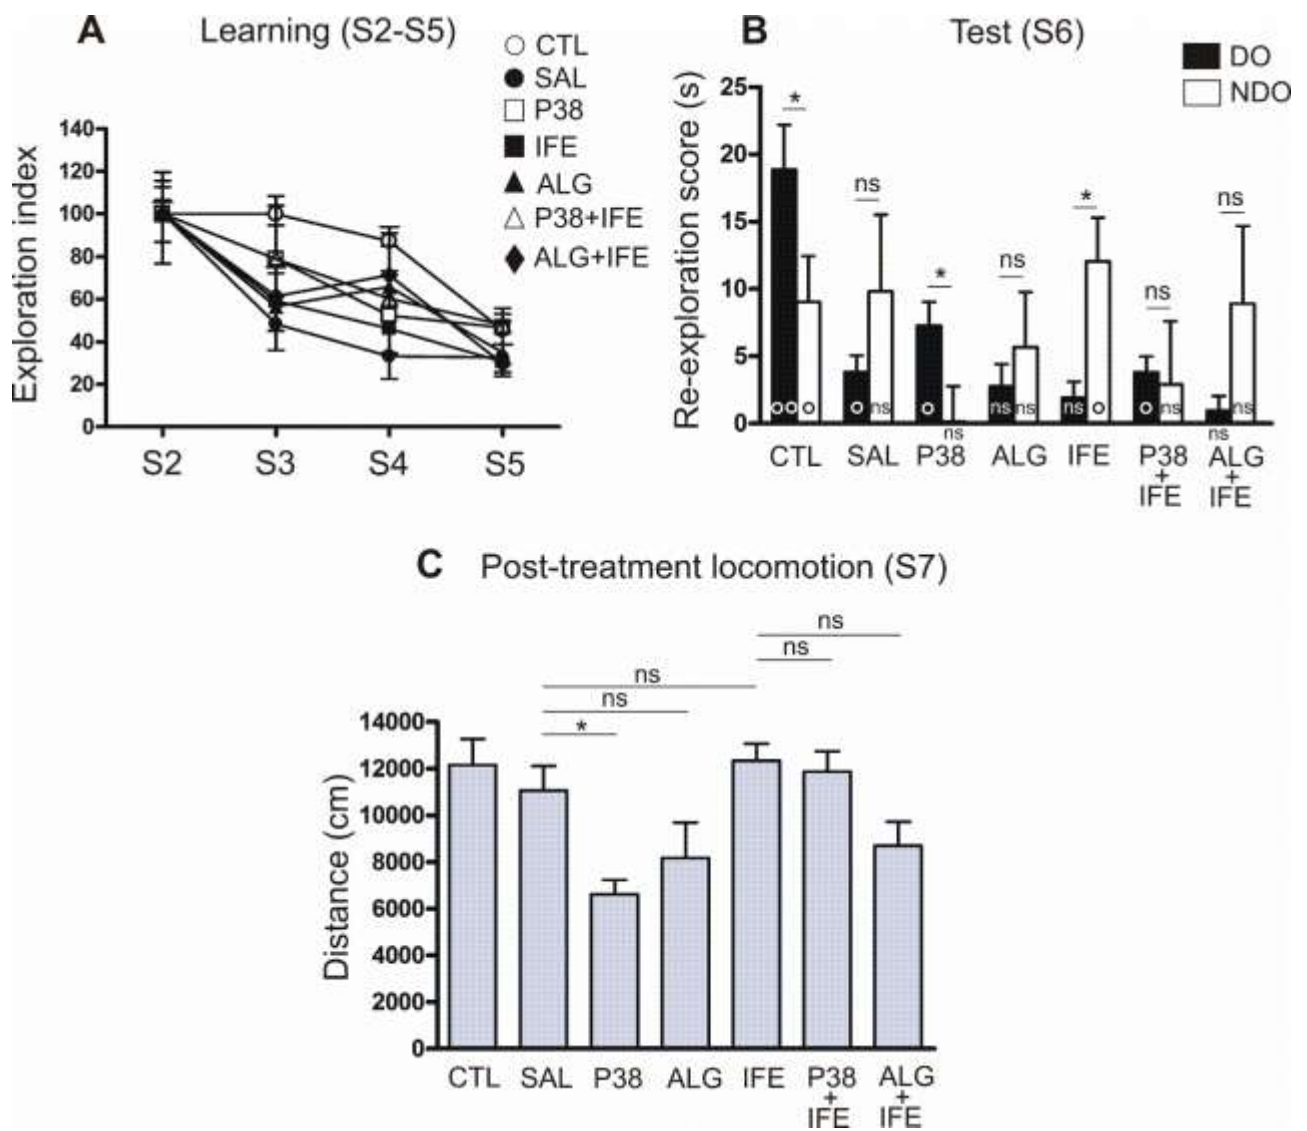 A Learning (S2-S5)
CTL
SAL
P38
IFE
ALG
P38+IFE
ALG+IFE
Exploration index
140
120
100
80
60
40
20
0
S2 S3 S4 S5
B Test (S6)
DO
NDO
Re-exploration score (s)
25
20
15
10
5
0
* ns * ns * ns ns
ns ns ns ns ns ns
ns ns
CTL SAL P38 ALG IFE P38 ALG
+ +
IFE IFE
C Post-treatment locomotion (S7)
ns
ns
ns
ns
*
Distance (cm)
14000
12000
10000
8000
6000
4000
2000
0
CTL SAL P38 ALG IFE P38 ALG
+ +
IFE IFE